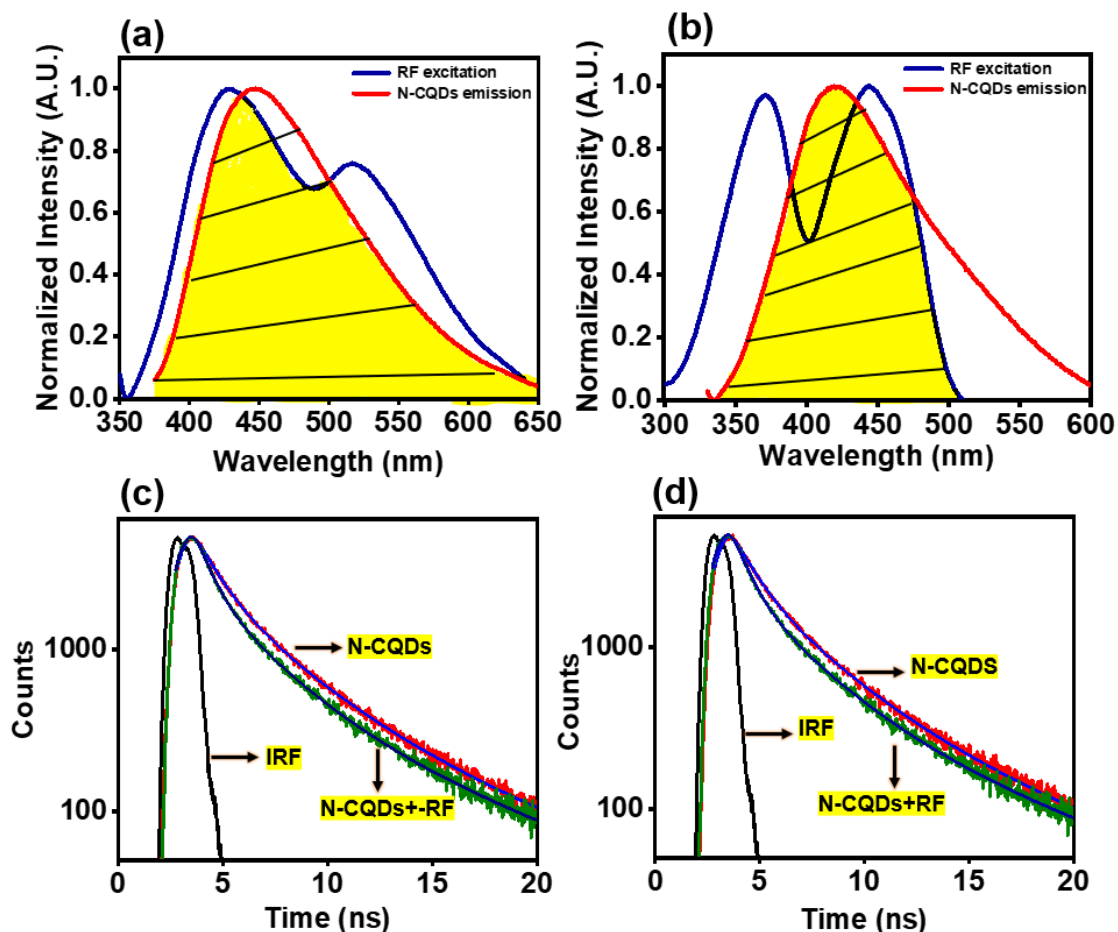 (a)
RF excitation
N-CQDs emission
Normalized Intensity (A.U.)
1.0
0.8
0.6
0.4
0.2
0.0
350 400 450 500 550 600 650
Wavelength (nm)
(b)
RF excitation
N-CQDs emission
Normalized Intensity (A.U.)
1.0
0.8
0.6
0.4
0.2
0.0
300 350 400 450 500 550 600
Wavelength (nm)
(c)
Counts
1000
100
N-CQDs
IRF
N-CQDs+-RF
0 5 10 15 20
Time (ns)
(d)
Counts
1000
100
N-CQDS
IRF
N-CQDs+RF
0 5 10 15 20
Time (ns)